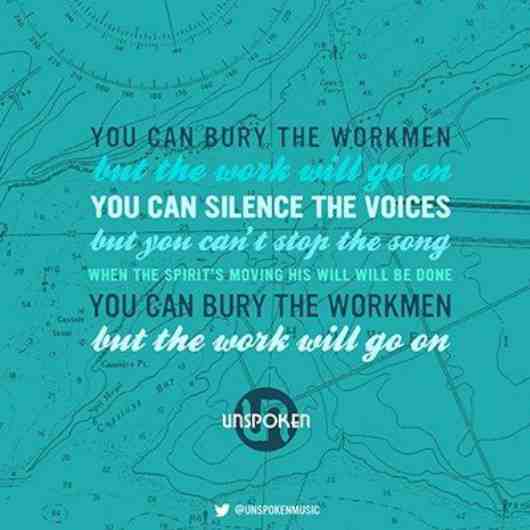 YOU CAN BURY THE WORKMEN
but the work will go on
YOU CAN SILENCE THE VOICES
but you can't stop the song
WHEN THE SPIRIT'S MOVING HIS WILL WILL BE DONE
YOU CAN BURY THE WORKMEN
but the work will go on
UNSPOKEN
@UNSPOKENMUSIC